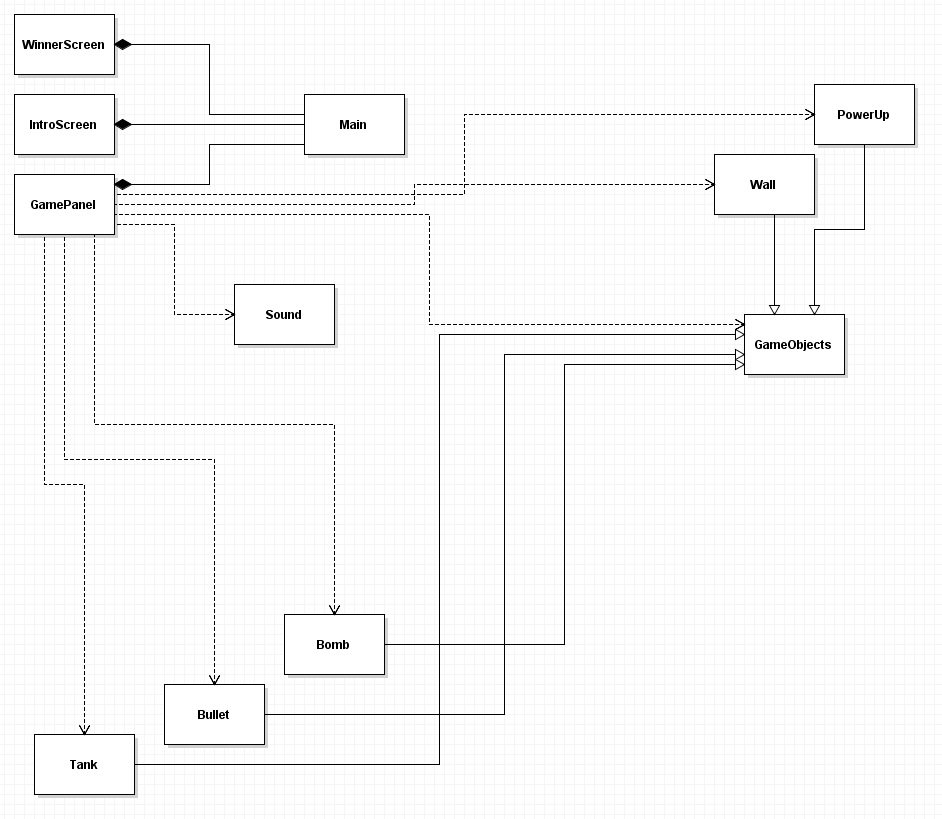 WinnerScreen
IntroScreen
Main
PowerUp
Wall
GamePanel
Sound
GameObjects
Bomb
Bullet
Tank